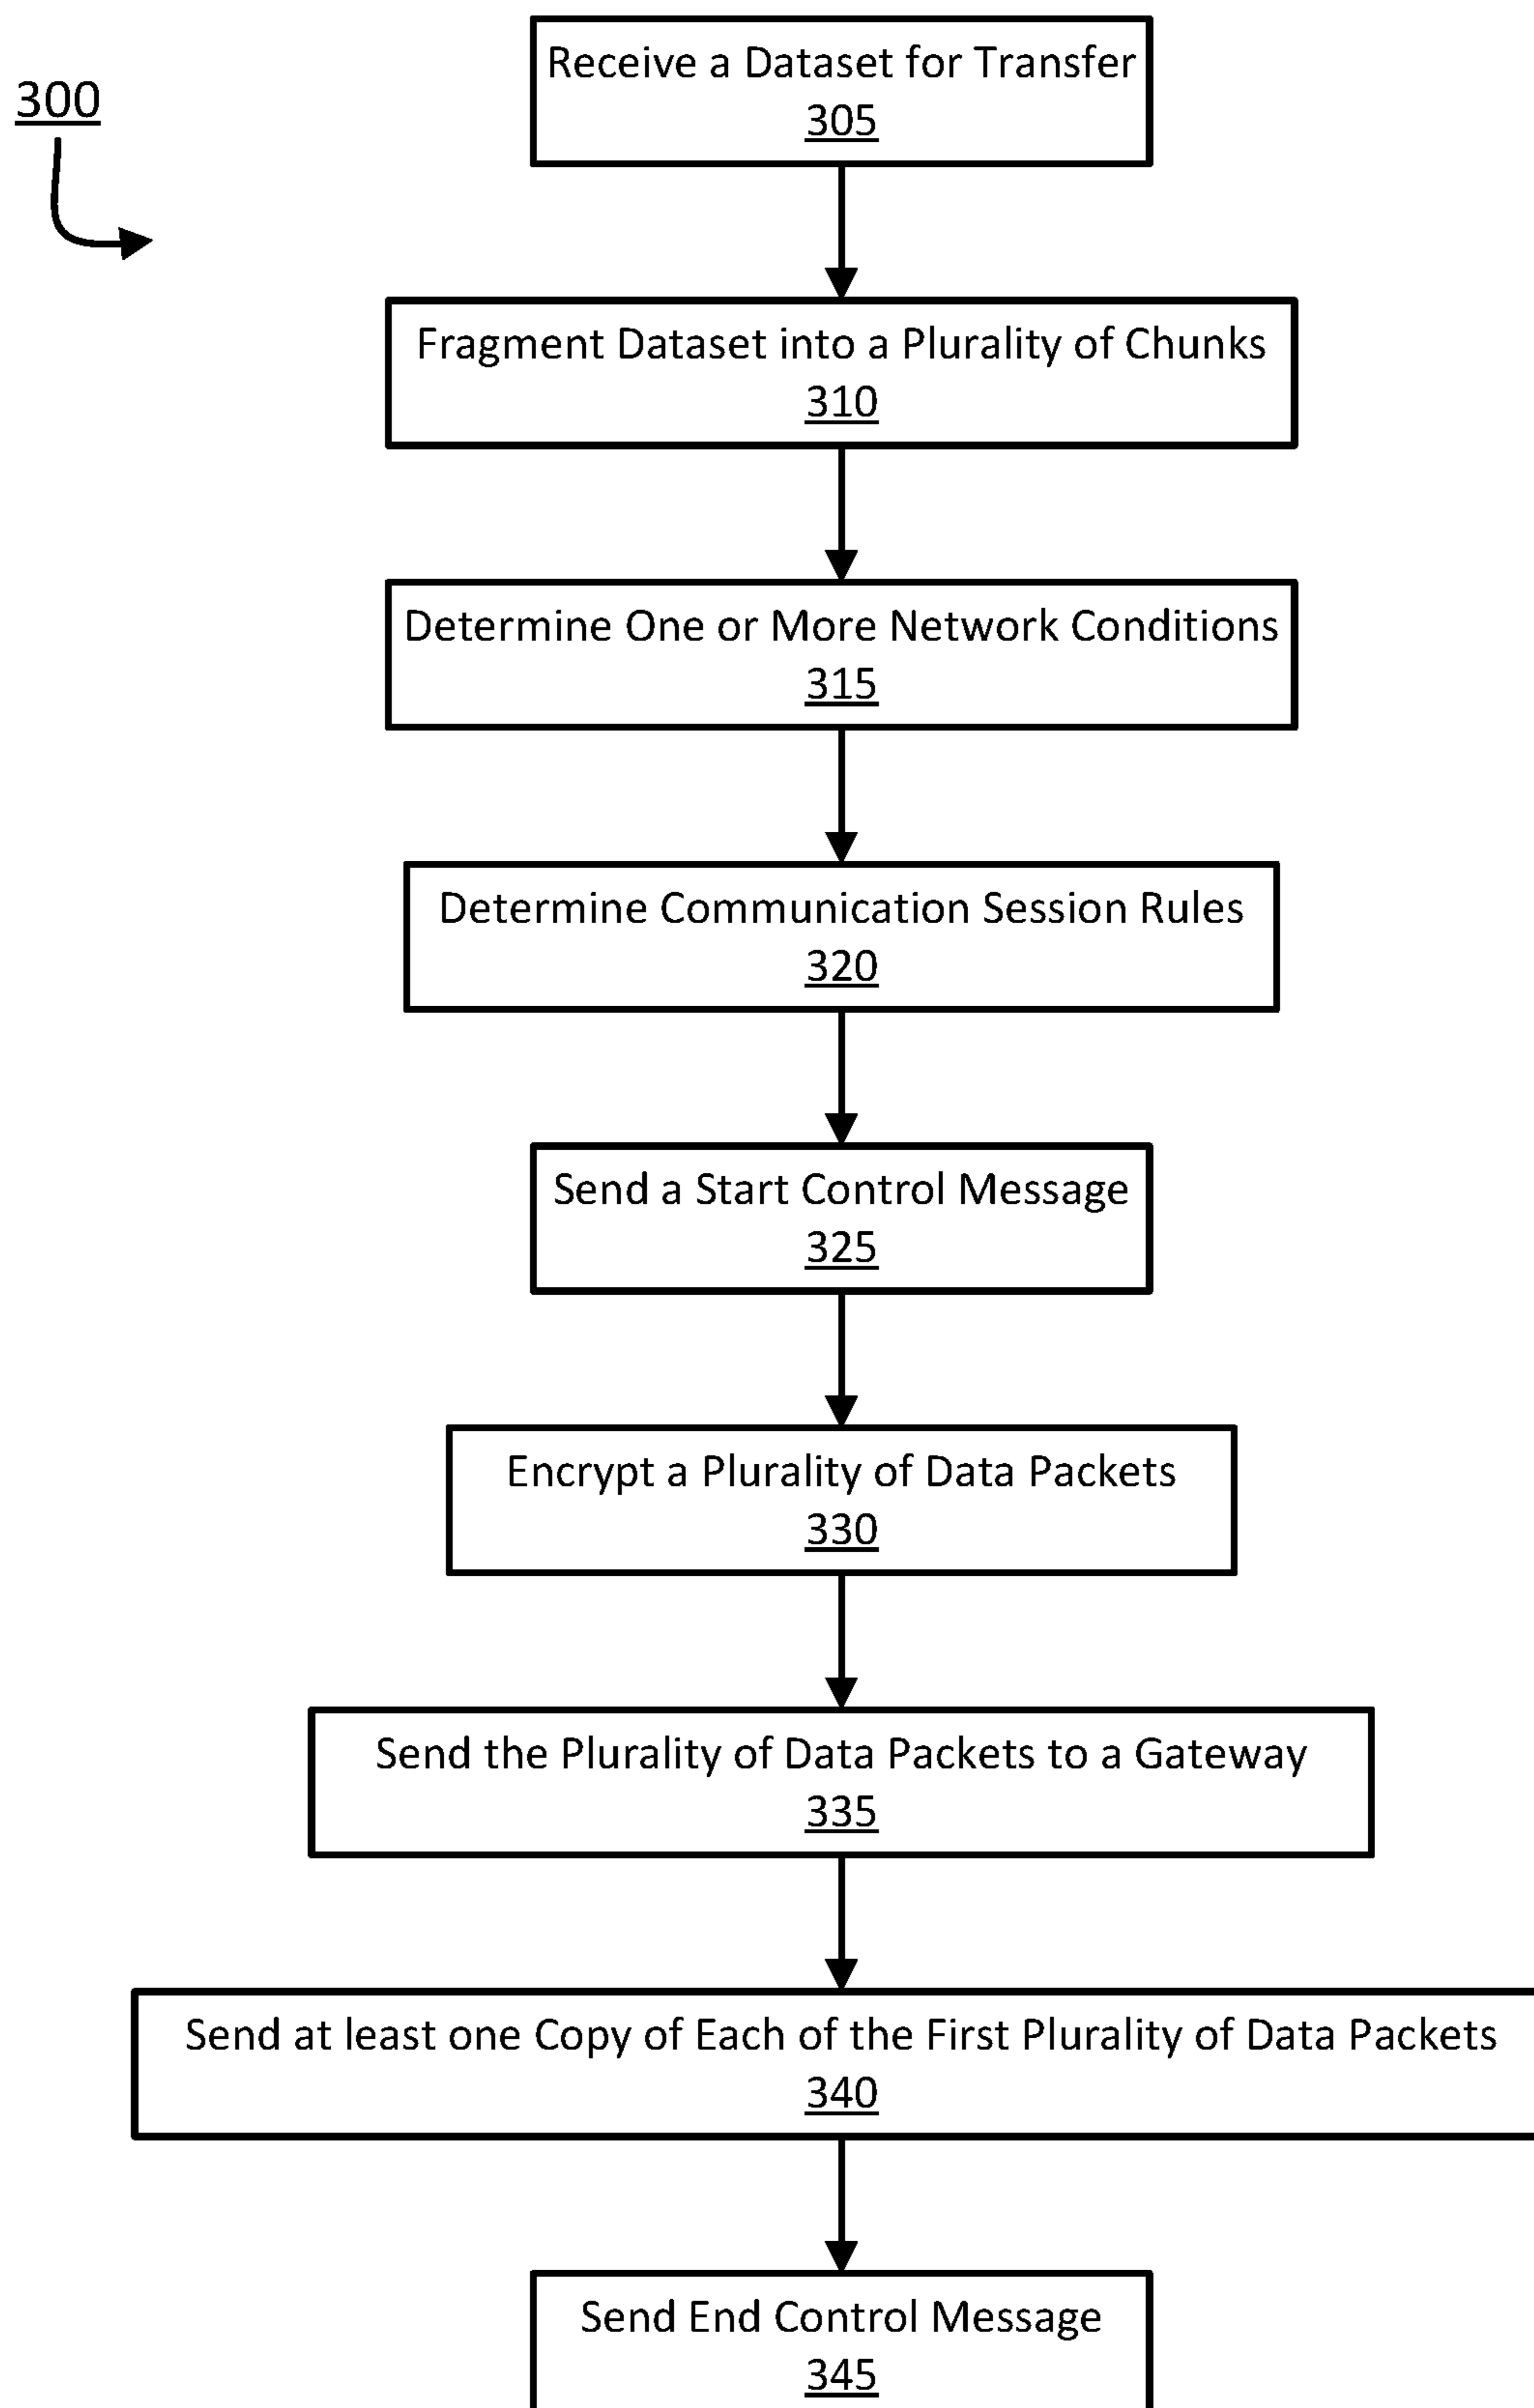 300
Receive a Dataset for Transfer
305
Fragment Dataset into a Plurality of Chunks
310
Determine One or More Network Conditions
315
Determine Communication Session Rules
320
Send a Start Control Message
325
Encrypt a Plurality of Data Packets
330
Send the Plurality of Data Packets to a Gateway
335
Send at least one Copy of Each of the First Plurality of Data Packets
340
Send End Control Message
345